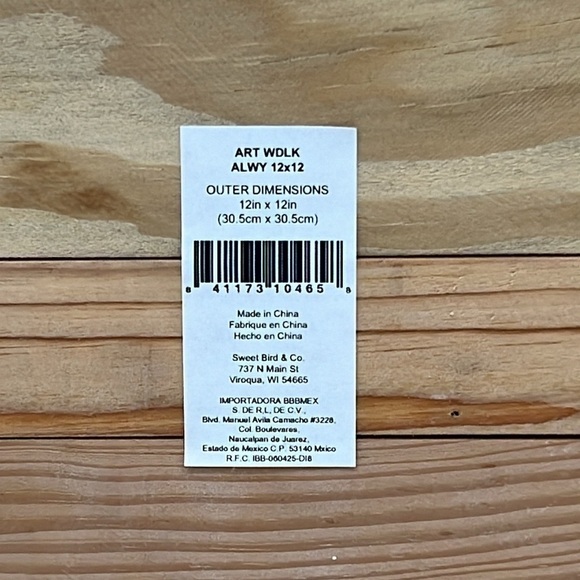 ART WDLK
ALWY 12x12
OUTER DIMENSIONS
12in x 12in
(30.5cm x 30.5cm)
8 41173 10465 8
Made in China
Fabrique en China
Hecho en China
Sweet Bird & Co.
737 N Main St
Viroqua, WI 54665
IMPORTADORA BBBMEX
S. DE R.L, DE C.V.,
Blvd. Manuel Avila Camacho #3228,
Col. Boulevares,
Naucalpan de Juarez,
Estado de Mexico C.P. 53140 Mxico
R.F.C. IBB-060425-DI8